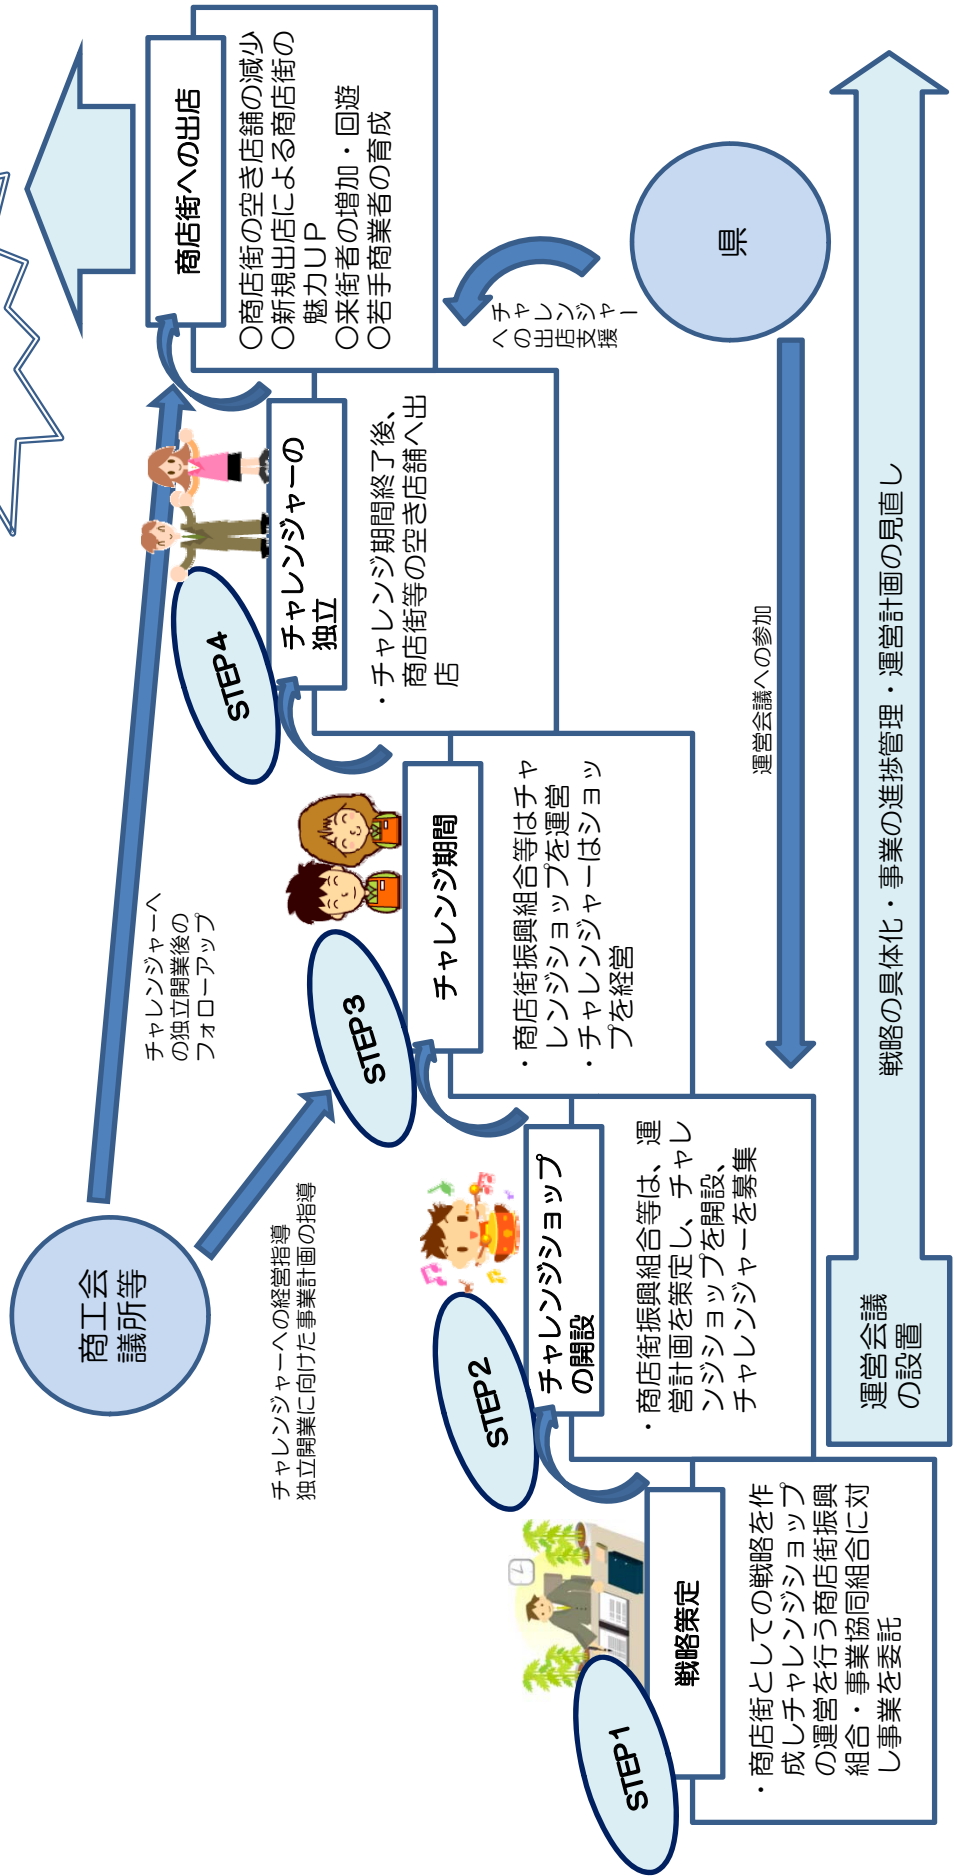 商工会
議所等
チャレンジャーへ
の独立開業後の
フォローアップ
チャレンジャーへの経営指導
独立開業に向けた事業計画の指導
STEP1
戦略策定
・商店街としての戦略を作
成しチャレンジショップ
の運営を行う商店街振興
組合・事業協同組合に対
し事業を委託
STEP2
チャレンジショップ
の開設
・商店街振興組合等は、運
営計画を策定し、チャレ
ンジショップを開設、
チャレンジャーを募集
STEP3
チャレンジ期間
・商店街振興組合等はチャ
レンジショップを運営
・チャレンジャーはショッ
プを経営
STEP4
チャレンジャーの
独立
・チャレンジ期間終了後、
商店街等の空き店舗へ出
店
商店街への出店
○商店街の空き店舗の減少
○新規出店による商店街の
魅力UP
○来街者の増加・回遊
○若手商業者の育成
チャレンジャー
への出店支
援
県
運営会議への参加
運営会議
の設置
戦略の具体化・事業の進捗管理・運営計画の見直し